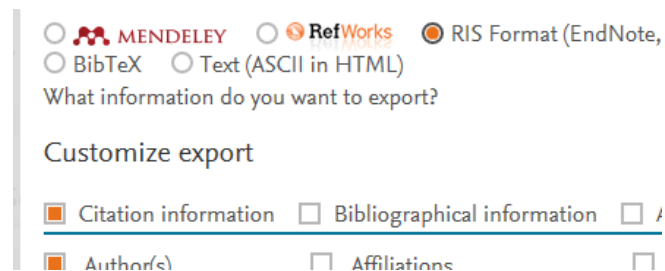 MENDELEY RefWorks RIS Format (EndNote,
BibTeX Text (ASCII in HTML)
What information do you want to export?
Customize export
Citation information Bibliographical information A
Author(s) Affiliations